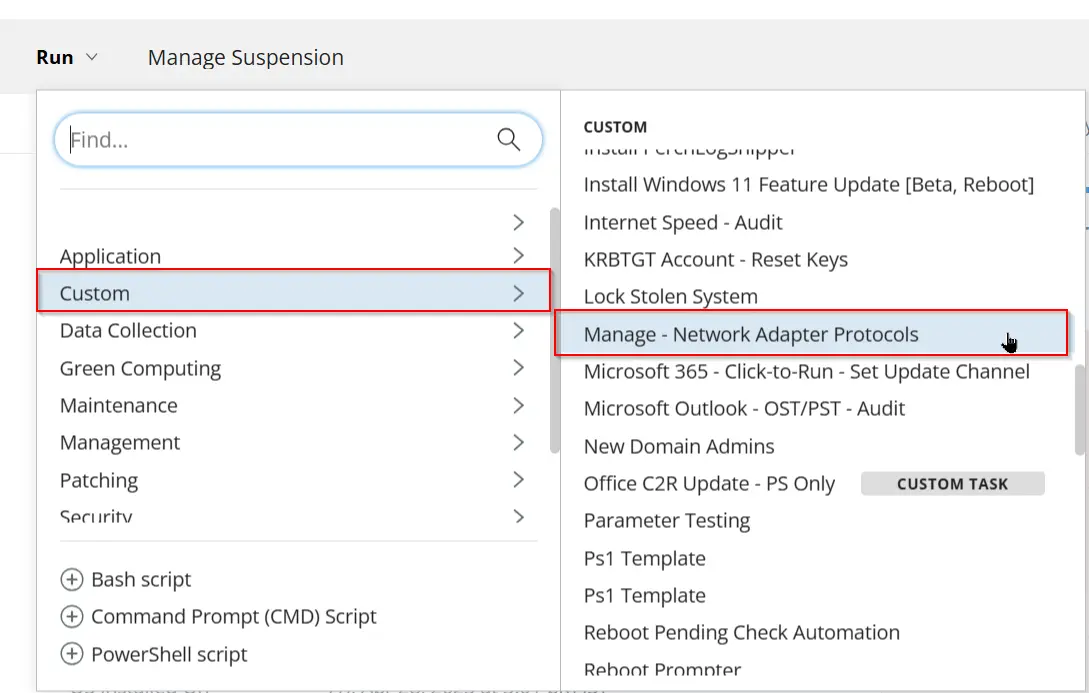 Run
Manage Suspension
Find...
Application
Custom
Data Collection
Green Computing
Maintenance
Management
Patching
Security
Bash script
Command Prompt (CMD) Script
PowerShell script
CUSTOM
Install PerchLogShipper
Install Windows 11 Feature Update [Beta, Reboot]
Internet Speed - Audit
KRBTGT Account - Reset Keys
Lock Stolen System
Manage - Network Adapter Protocols
Microsoft 365 - Click-to-Run - Set Update Channel
Microsoft Outlook - OST/PST - Audit
New Domain Admins
Office C2R Update - PS Only CUSTOM TASK
Parameter Testing
Ps1 Template
Ps1 Template
Reboot Pending Check Automation
Reboot Prompter